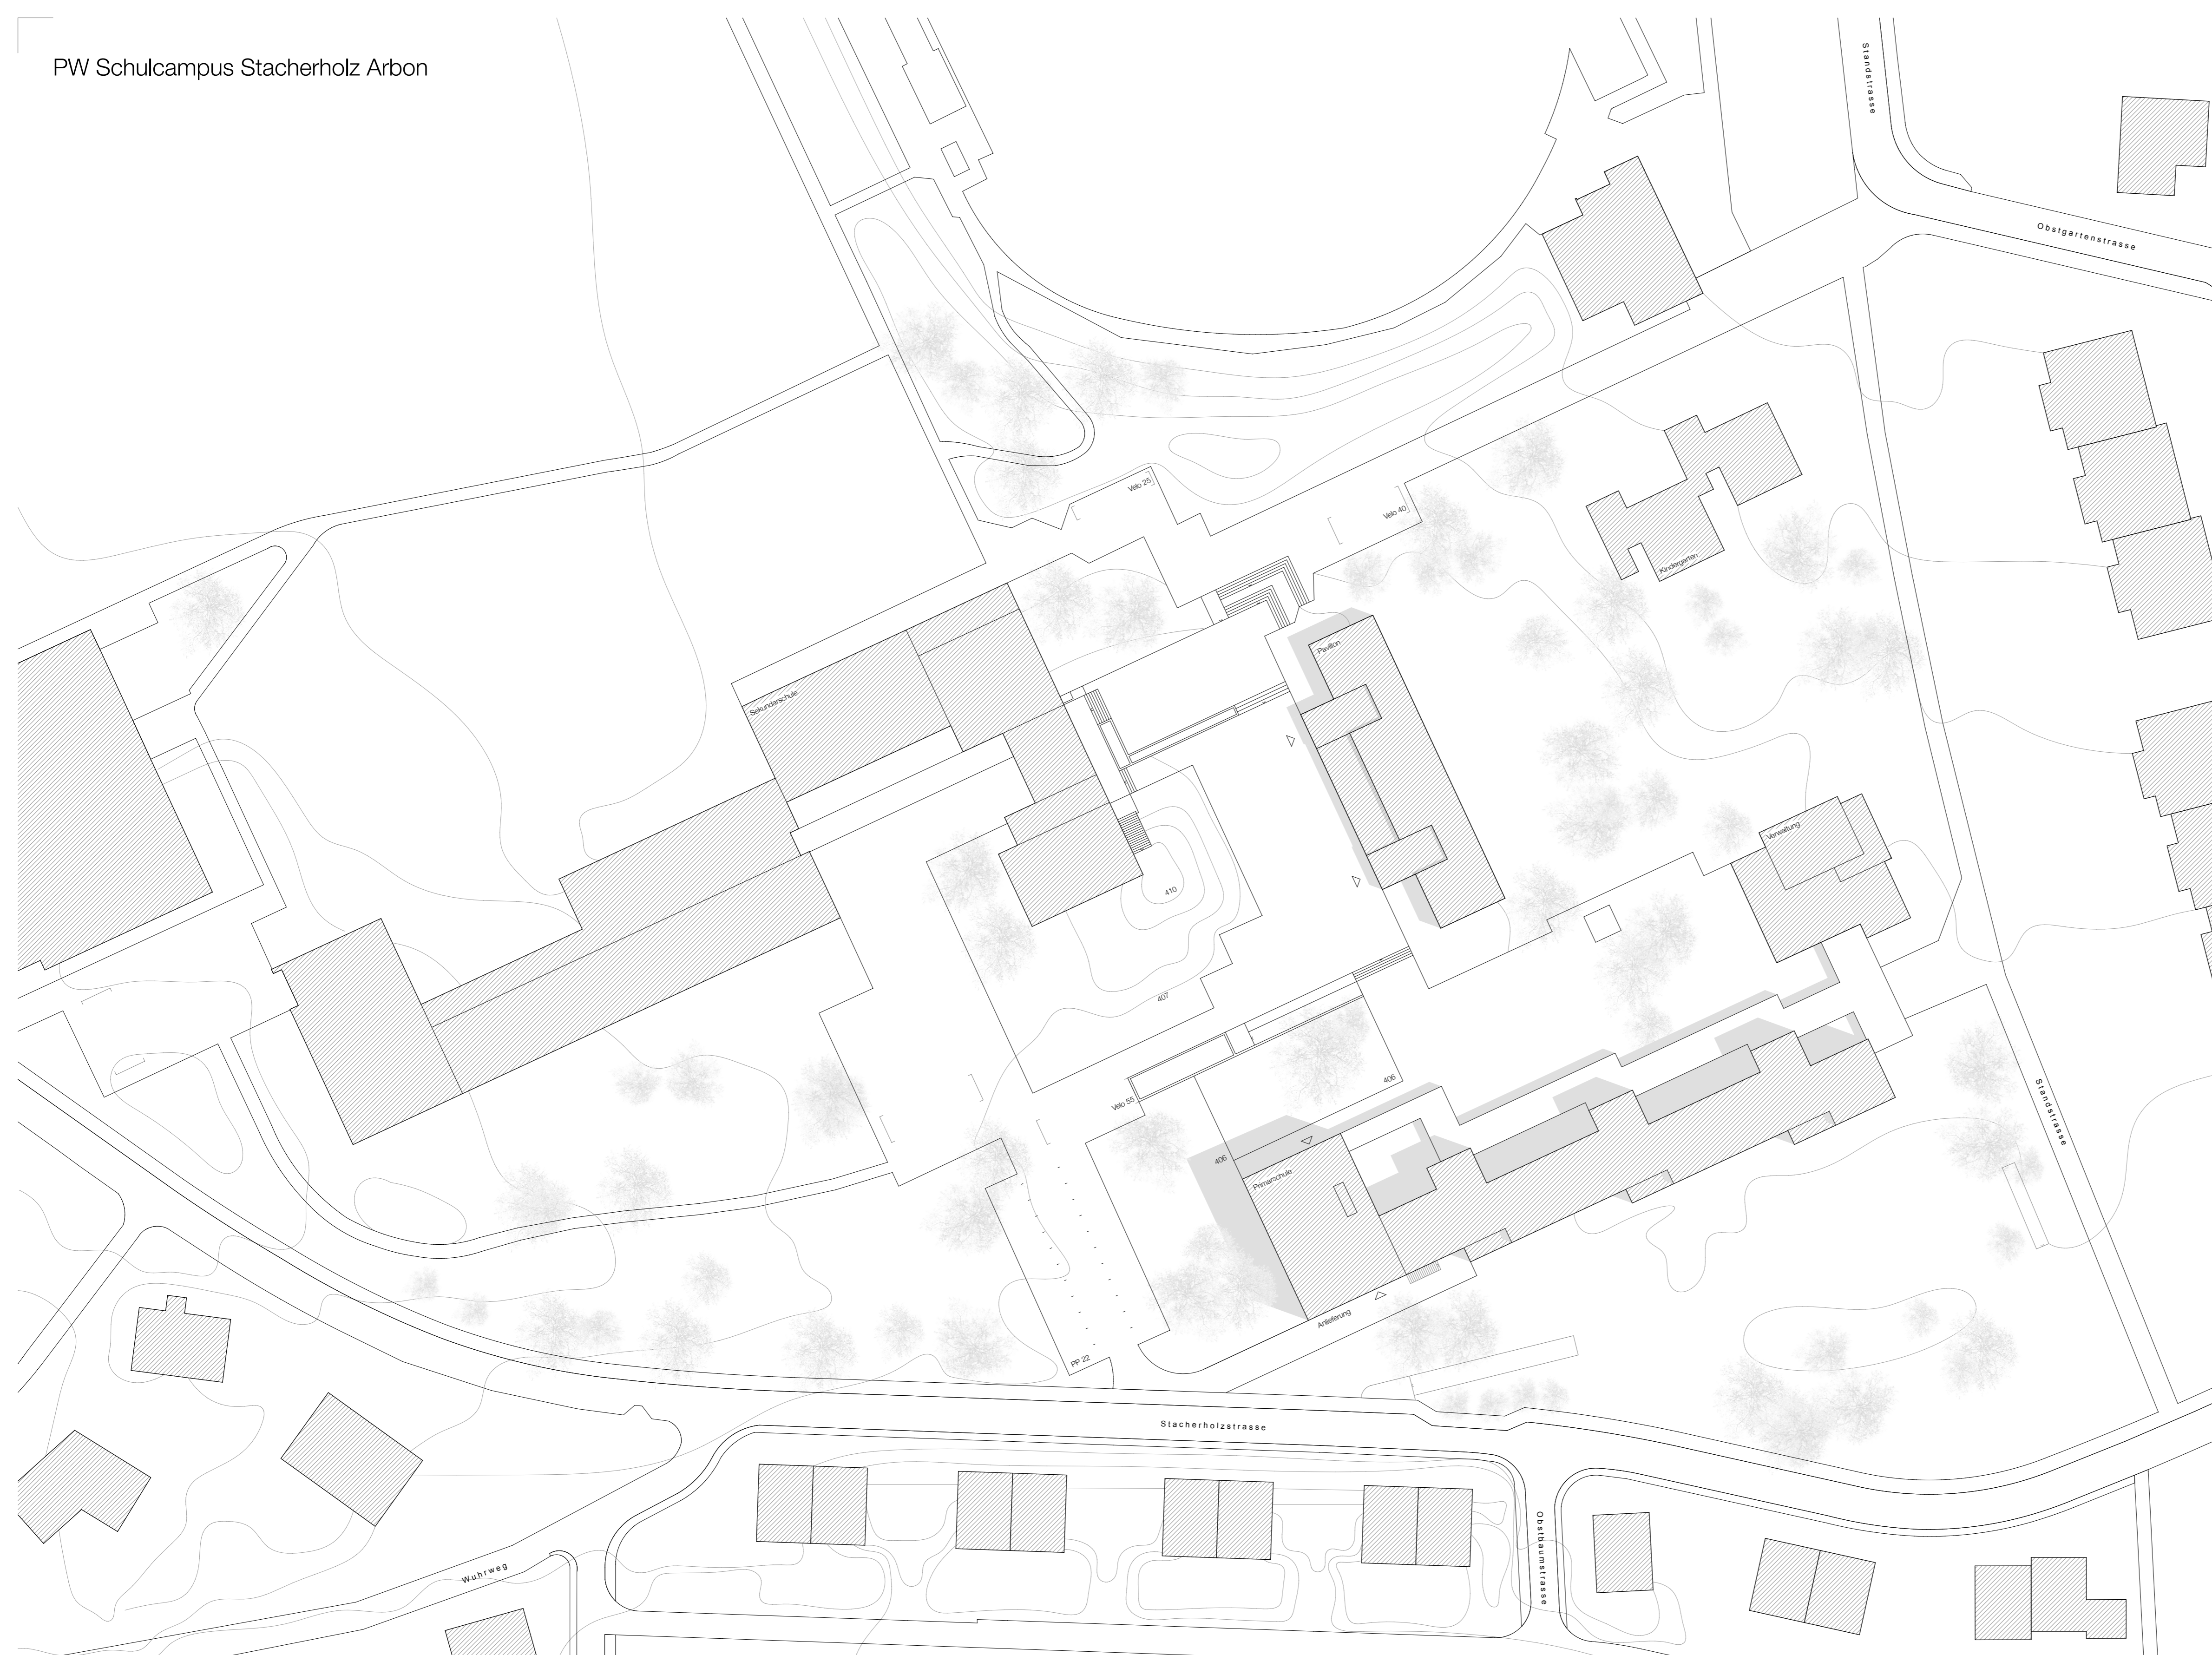 PW Schulcampus Stacherholz Arbon
Standstrasse
Obstgartenstrasse
Velo 25
Velo 40
Kindergarten
Pavillon
Sekundarschule
Verwaltung
410
407
406
Velo 55
406
Primarschule
Standstrasse
Anlieferung
PP 22
Stacherholzstrasse
Obstbaumstrasse
Wuhrweg